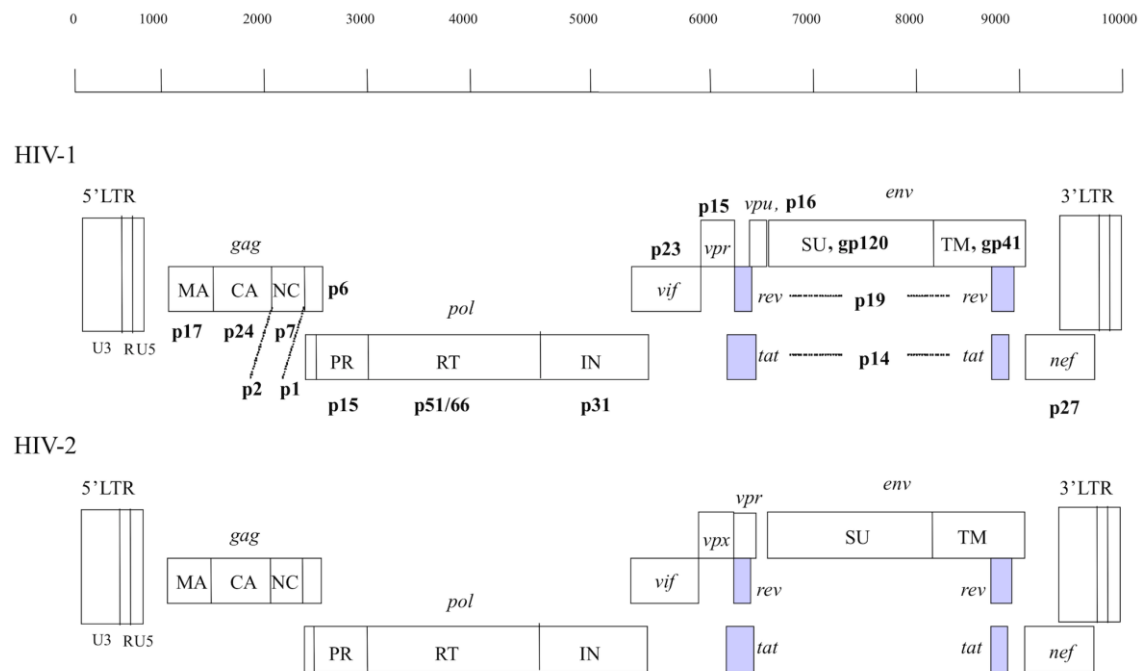 0 1000 2000 3000 4000 5000 6000 7000 8000 9000 10000
HIV-1
5’LTR env 3’LTR
p15 vpu, p16
gag p23 vpr SU, gp120 TM, gp41
MA CA NC p6 vif rev p19 rev
p17 p24 p7 pol
U3 R U5 PR RT IN tat p14 tat nef
p2 p1
p15 p51/66 p31 p27
HIV-2
5’LTR vpr env 3’LTR
gag vpx SU TM
MA CA NC vif rev rev
pol
U3 R U5 PR RT IN tat tat nef